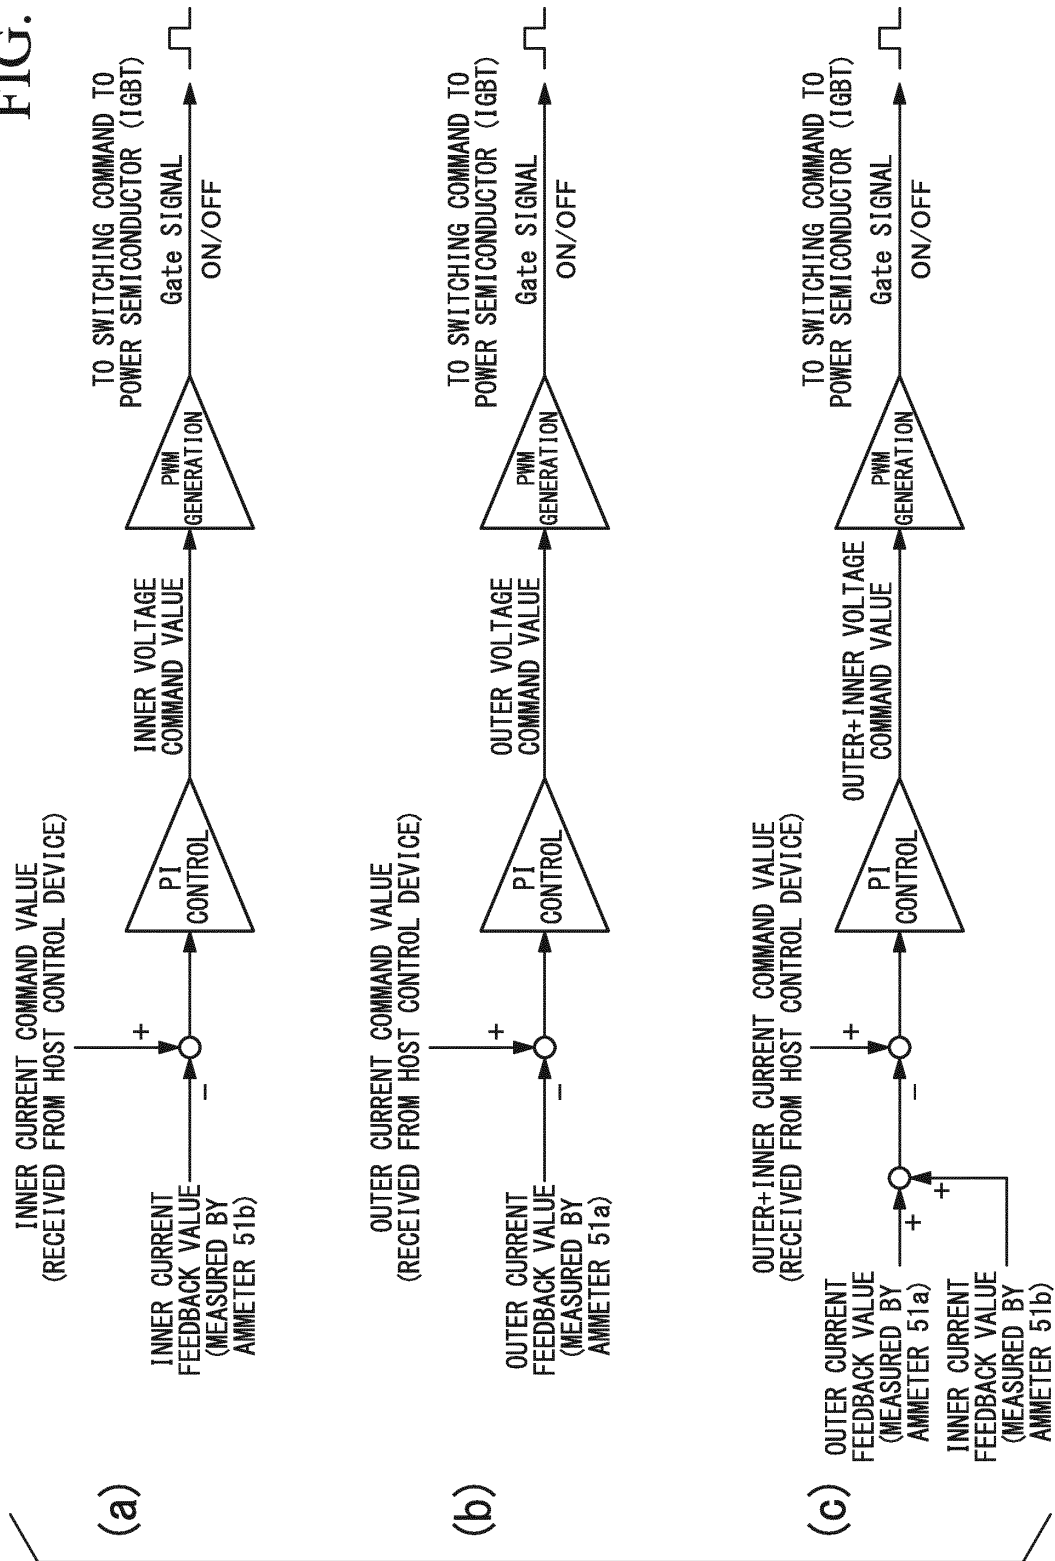 FIG.
(a)
INNER CURRENT COMMAND VALUE
(RECEIVED FROM HOST CONTROL DEVICE)
INNER CURRENT
FEEDBACK VALUE
(MEASURED BY
AMMETER 51b)
+
−
PI
CONTROL
INNER VOLTAGE
COMMAND VALUE
PWM
GENERATION
TO SWITCHING COMMAND TO
POWER SEMICONDUCTOR (IGBT)
Gate SIGNAL
ON/OFF
(b)
OUTER CURRENT COMMAND VALUE
(RECEIVED FROM HOST CONTROL DEVICE)
OUTER CURRENT
FEEDBACK VALUE
(MEASURED BY
AMMETER 51a)
+
−
PI
CONTROL
OUTER VOLTAGE
COMMAND VALUE
PWM
GENERATION
TO SWITCHING COMMAND TO
POWER SEMICONDUCTOR (IGBT)
Gate SIGNAL
ON/OFF
(c)
OUTER+INNER CURRENT COMMAND VALUE
(RECEIVED FROM HOST CONTROL DEVICE)
OUTER CURRENT
FEEDBACK VALUE
(MEASURED BY
AMMETER 51a)
INNER CURRENT
FEEDBACK VALUE
(MEASURED BY
AMMETER 51b)
+
+
+
−
PI
CONTROL
OUTER+INNER VOLTAGE
COMMAND VALUE
PWM
GENERATION
TO SWITCHING COMMAND TO
POWER SEMICONDUCTOR (IGBT)
Gate SIGNAL
ON/OFF